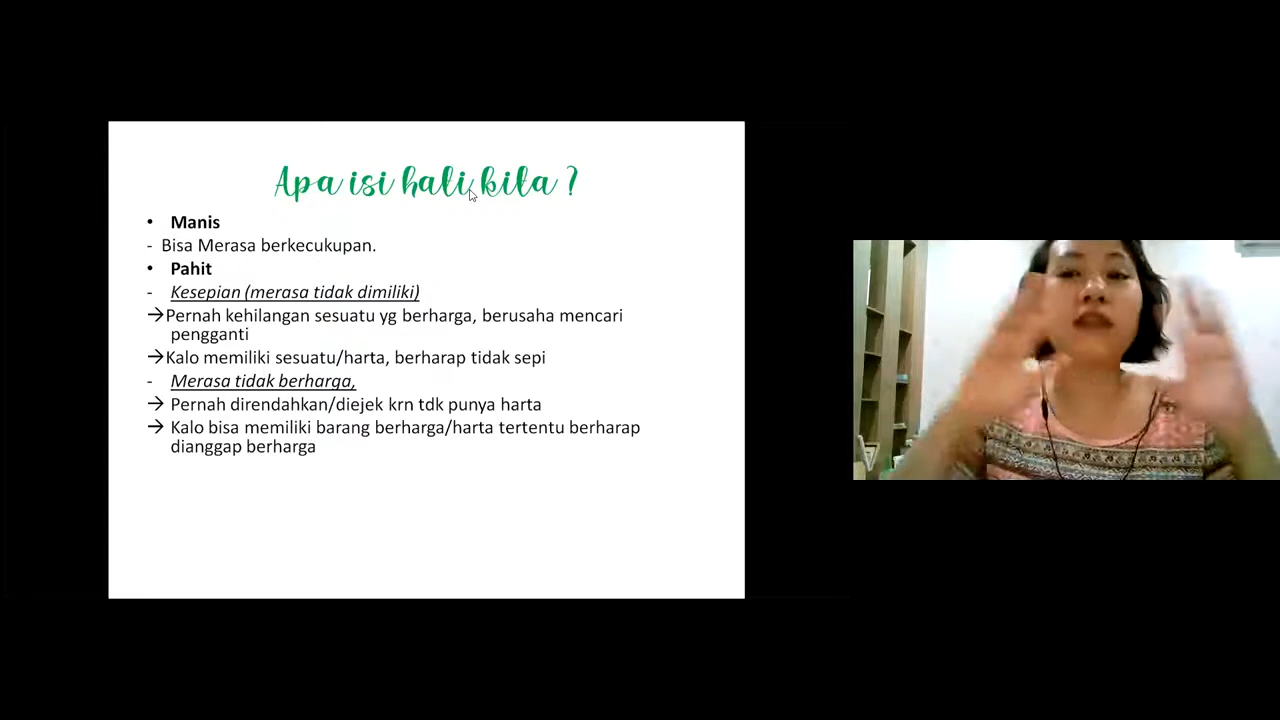 Apa isi hati kita ?
• Manis
- Bisa Merasa berkecukupan.
• Pahit
- Kesepian (merasa tidak dimiliki)
→Pernah kehilangan sesuatu yg berharga, berusaha mencari
pengganti
→Kalo memiliki sesuatu/harta, berharap tidak sepi
- Merasa tidak berharga,
→ Pernah direndahkan/diejek krn tdk punya harta
→ Kalo bisa memiliki barang berharga/harta tertentu berharap
dianggap berharga